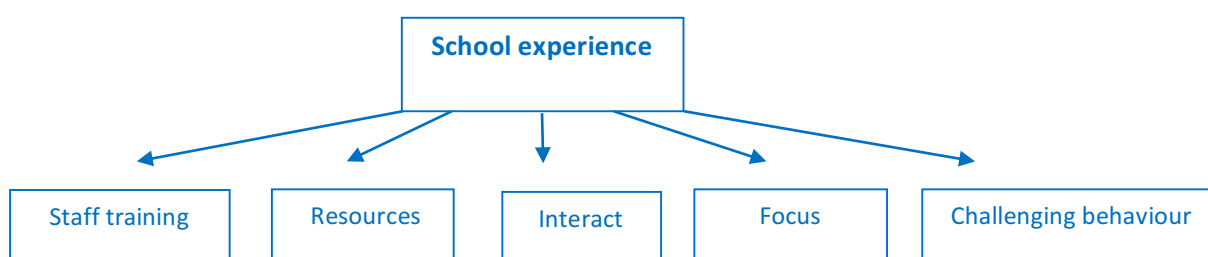 School experience
Staff training
Resources
Interact
Focus
Challenging behaviour